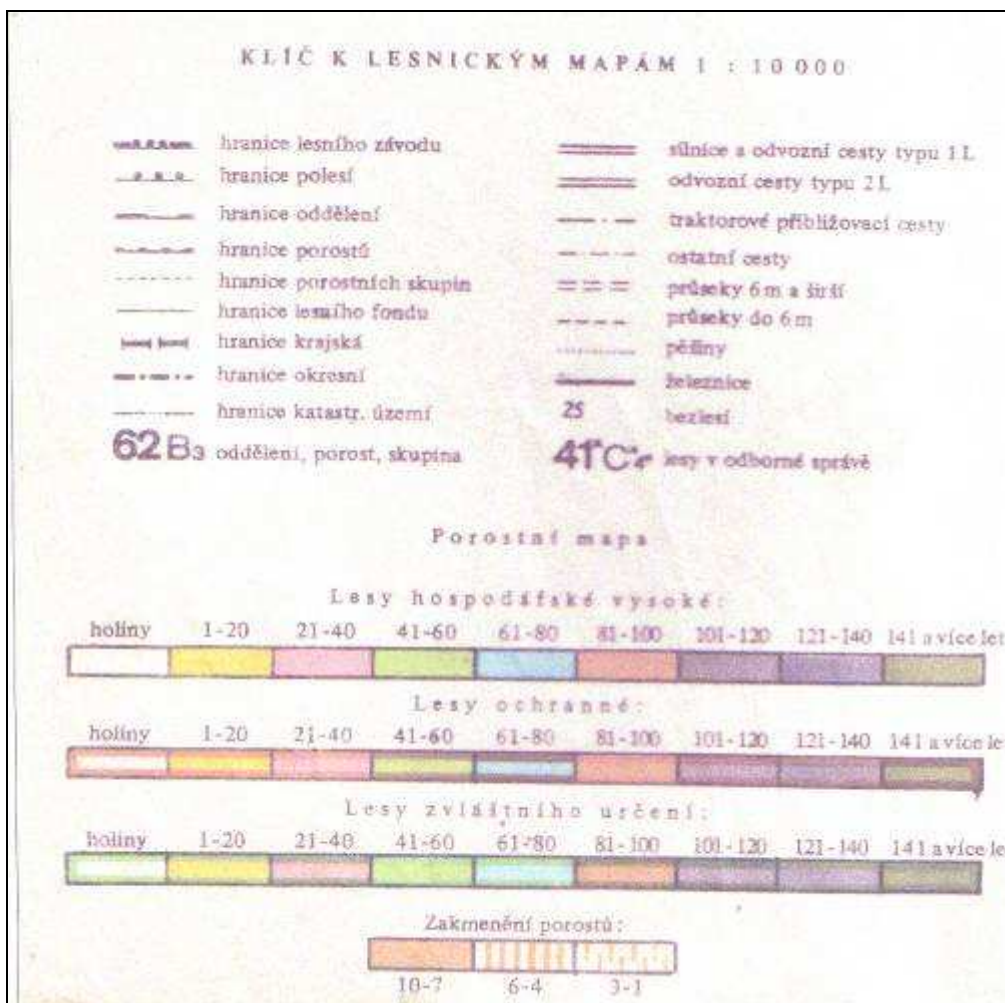 KLÍČ K LESNICKÝM MAPÁM 1 : 10 000
hranice lesního závodu
hranice polesí
hranice oddělení
hranice porostů
hranice porostních skupin
hranice lesního fondu
hranice krajská
hranice okresní
hranice katastr. území
62 B3 oddělení, porost, skupina
silnice a odvozní cesty typu 1 L
odvozní cesty typu 2 L
traktorové přibližovací cesty
ostatní cesty
průseky 6 m a širší
průseky do 6 m
pěšiny
železnice
25 bezlesí
lesy v odborné správě
Porostní mapa
Lesy hospodářské vysoké:
holiny 1-20 21-40 41-60 61-80 81-100 101-120 121-140 141 a více let
Lesy ochranné:
holiny 1-20 21-40 41-60 61-80 81-100 101-120 121-140 141 a více le
Lesy zvláštního určení:
holiny 1-20 21-40 41-60 61-80 81-100 101-120 121-140 141 a více le
Zakmenění porostů:
10-7 6-4 3-1